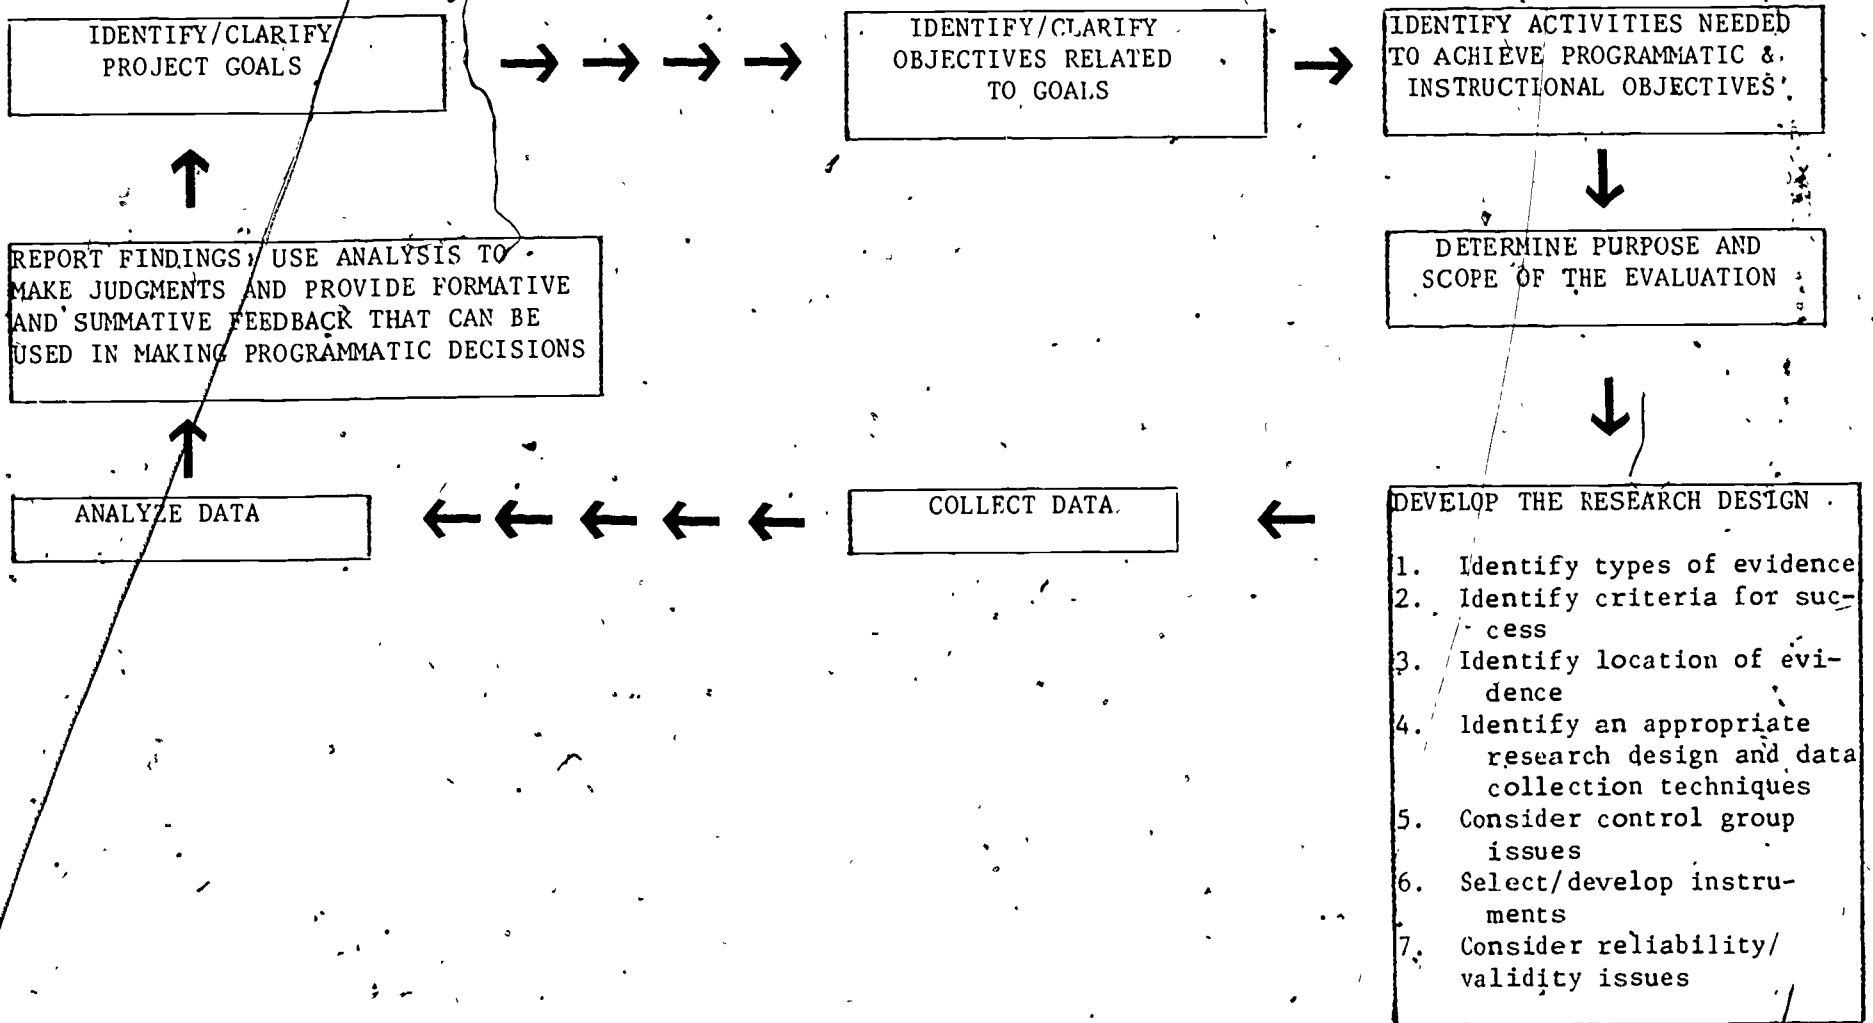 IDENTIFY/CLARIFY
PROJECT GOALS
IDENTIFY/CLARIFY
OBJECTIVES RELATED
TO GOALS
IDENTIFY ACTIVITIES NEEDED
TO ACHIEVE PROGRAMMATIC &
INSTRUCTIONAL OBJECTIVES
DETERMINE PURPOSE AND
SCOPE OF THE EVALUATION
DEVELOP THE RESEARCH DESIGN
1. Identify types of evidence
2. Identify criteria for suc-
cess
3. Identify location of evi-
dence
4. Identify an appropriate
research design and data
collection techniques
5. Consider control group
issues
6. Select/develop instru-
ments
7. Consider reliability/
validity issues
COLLECT DATA
ANALYZE DATA
REPORT FINDINGS; USE ANALYSIS TO
MAKE JUDGMENTS AND PROVIDE FORMATIVE
AND SUMMATIVE FEEDBACK THAT CAN BE
USED IN MAKING PROGRAMMATIC DECISIONS